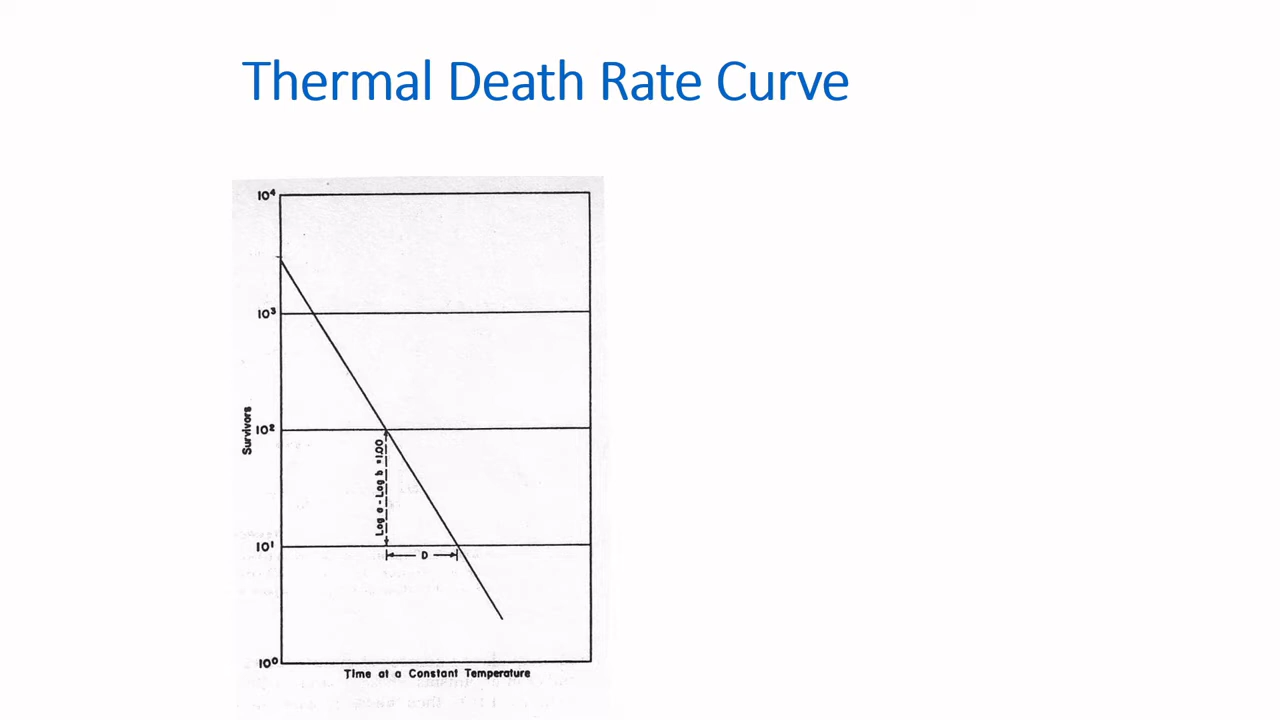 Thermal Death Rate Curve
10⁴
10³
Survivors
10²
Log a - Log b = 1.00
10¹
D
10⁰
Time at a Constant Temperature